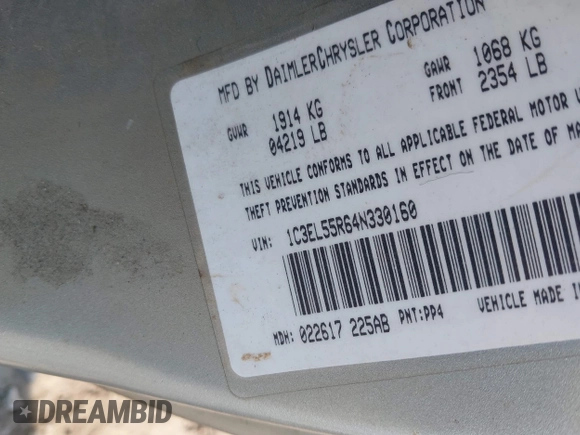 MFD BY DAIMLERCHRYSLER CORPORATION
GVWR 1914 KG
04219 LB
GAWR 1068 KG
FRONT 2354 LB
THIS VEHICLE CONFORMS TO ALL APPLICABLE FEDERAL MOTOR
THEFT PREVENTION STANDARDS IN EFFECT ON THE DATE OF
VIN: 1C3EL55R64N330160
MDH: 022617 225AB PNT:PP4 VEHICLE MADE IN
DREAMBID